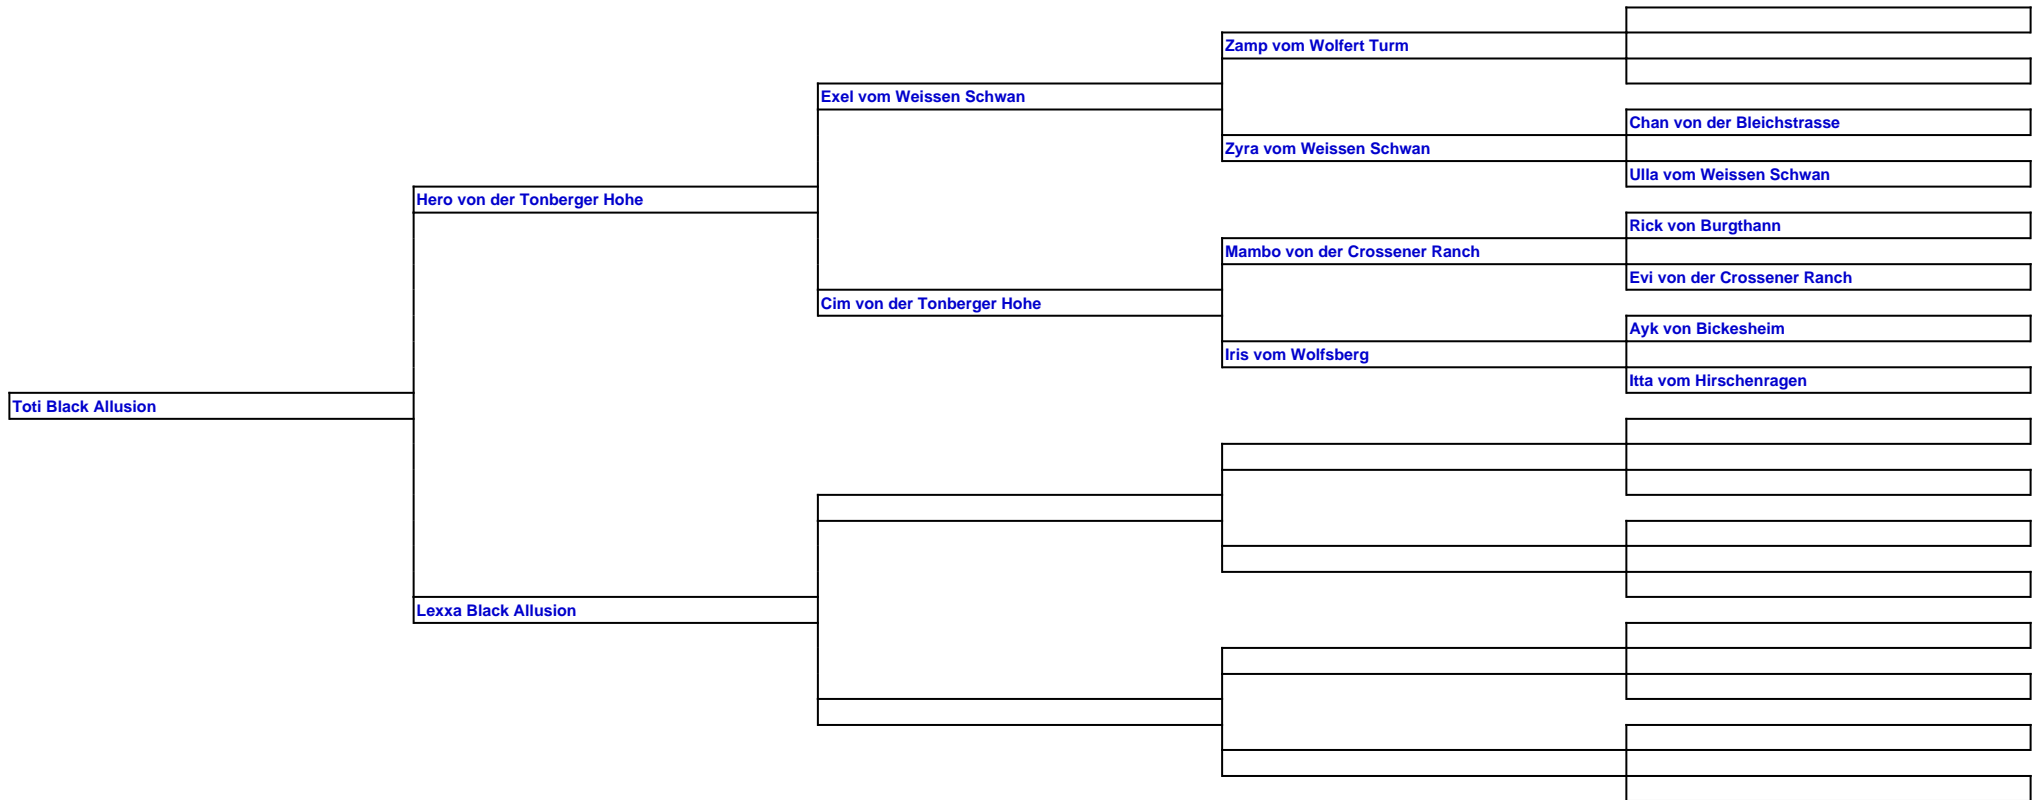 Zamp vom Wolfert Turm
Exel vom Weissen Schwan
Chan von der Bleichstrasse
Zyra vom Weissen Schwan
Ulla vom Weissen Schwan
Hero von der Tonberger Hohe
Rick von Burgthann
Mambo von der Crossener Ranch
Evi von der Crossener Ranch
Cim von der Tonberger Hohe
Ayk von Bickesheim
Iris vom Wolfsberg
Itta vom Hirschenragen
Toti Black Allusion
Lexxa Black Allusion